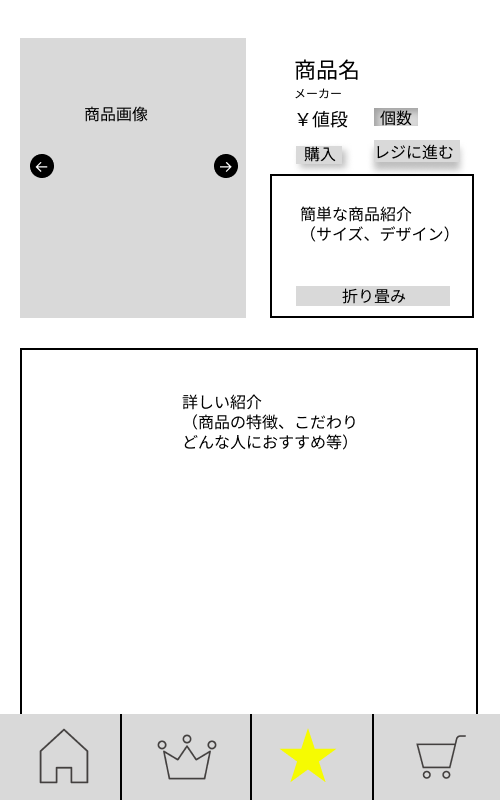 商品画像
商品名
メーカー
￥値段
個数
購入
レジに進む
簡単な商品紹介
（サイズ、デザイン）
折り畳み
詳しい紹介
（商品の特徴、こだわり
どんな人におすすめ等）